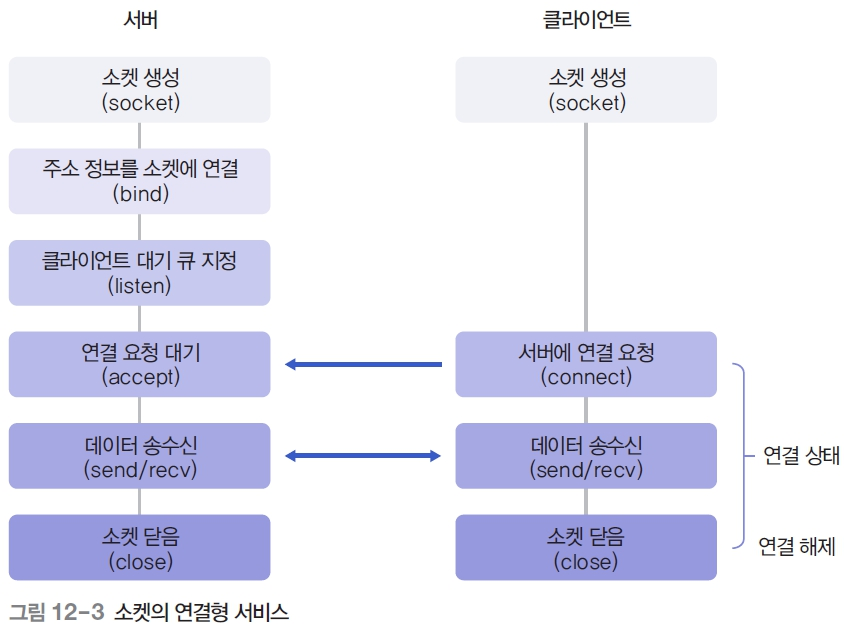 서버
클라이언트
소켓 생성
(socket)
소켓 생성
(socket)
주소 정보를 소켓에 연결
(bind)
클라이언트 대기 큐 지정
(listen)
연결 요청 대기
(accept)
서버에 연결 요청
(connect)
데이터 송수신
(send/recv)
데이터 송수신
(send/recv)
연결 상태
소켓 닫음
(close)
소켓 닫음
(close)
연결 해제
그림 12-3 소켓의 연결형 서비스